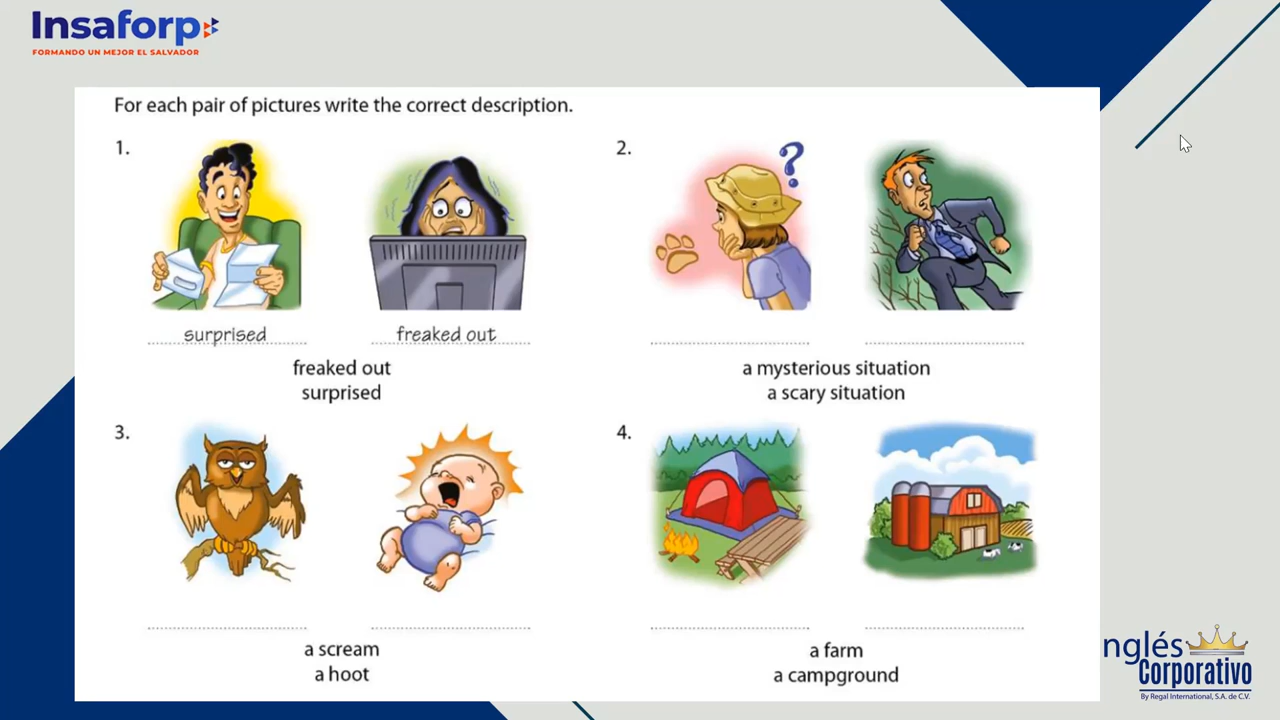 Insaforp
FORMANDO UN MEJOR EL SALVADOR
For each pair of pictures write the correct description.
1.
surprised
freaked out
freaked out
surprised
2.
?
a mysterious situation
a scary situation
3.
a scream
a hoot
4.
a farm
a campground
nglés
Corporativo
By Regal International, S.A. de C.V.